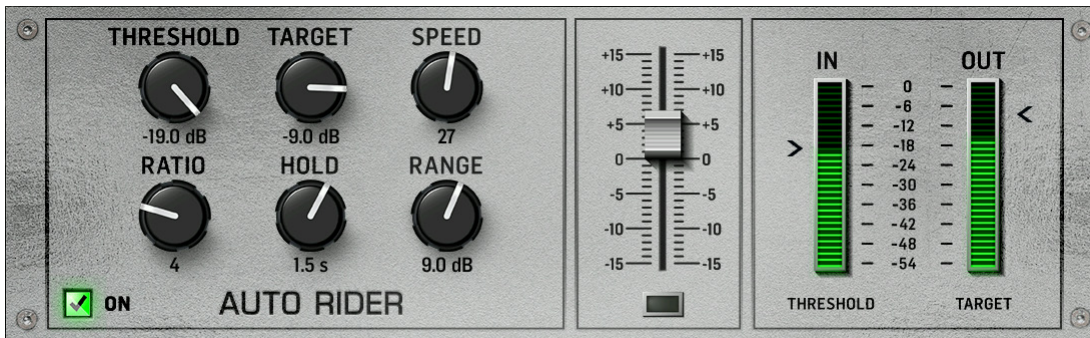 THRESHOLD TARGET SPEED
-19.0 dB -9.0 dB 27
RATIO HOLD RANGE
4 1.5 s 9.0 dB
ON AUTO RIDER
+15 +15
+10 +10
+5 +5
0 0
-5 -5
-10 -10
-15 -15
IN OUT
0
-6
-12
-18
-24
-30
-36
-42
-48
-54
THRESHOLD TARGET